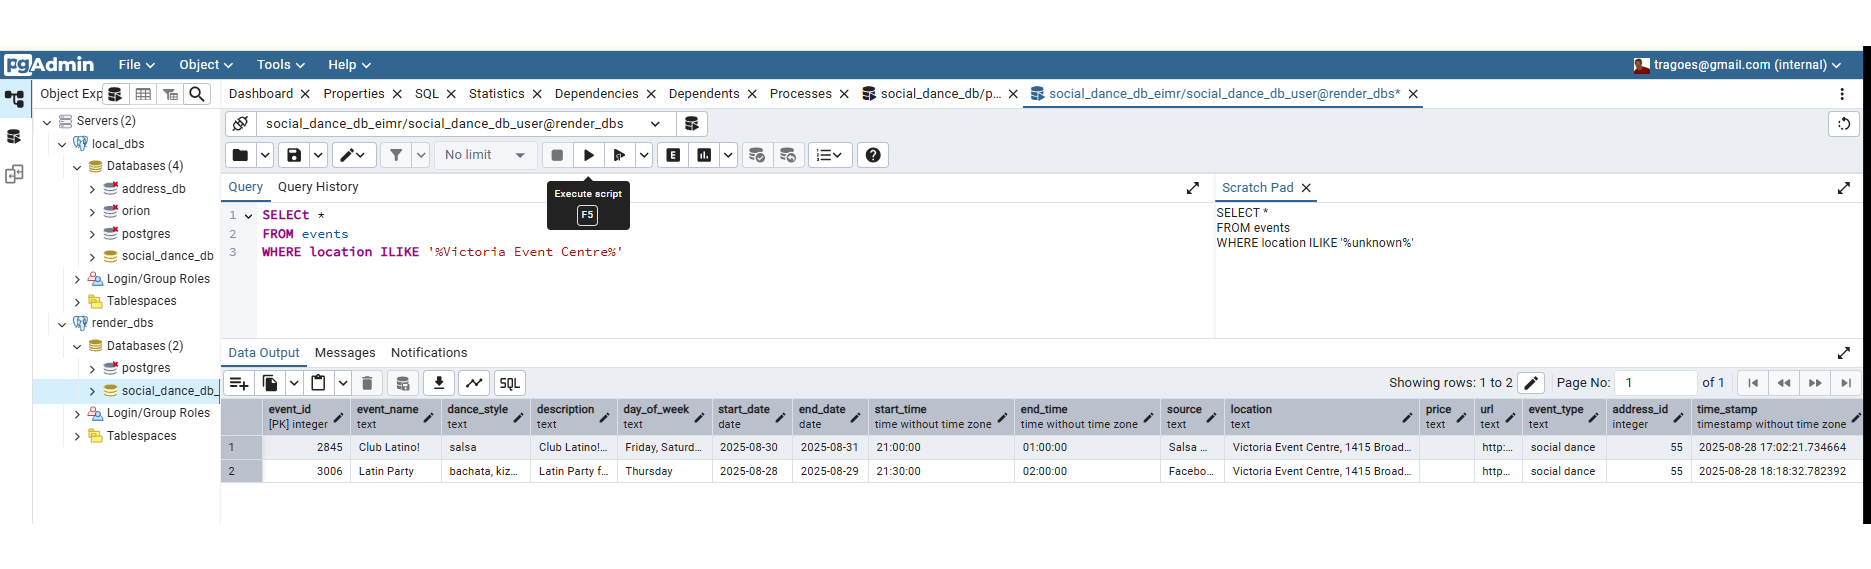 pgAdmin File Object Tools Help tragoes@gmail.com (internal)
Object Exp Dashboard Properties SQL Statistics Dependencies Dependents Processes social_dance_db/p... social_dance_db_eimr/social_dance_db_user@render_dbs*
Servers (2)
local_dbs
Databases (4)
address_db
orion
postgres
social_dance_db
Login/Group Roles
Tablespaces
render_dbs
Databases (2)
postgres
social_dance_db_
Login/Group Roles
Tablespaces
social_dance_db_eimr/social_dance_db_user@render_dbs
No limit E
Execute script
F5
Query Query History
1 SELECt *
2 FROM events
3 WHERE location ILIKE '%Victoria Event Centre%'
Scratch Pad
SELECT *
FROM events
WHERE location ILIKE '%unknown%'
Data Output Messages Notifications
SQL Showing rows: 1 to 2 Page No: 1 of 1
event_id event_name dance_style description day_of_week start_date end_date start_time end_time source location price url event_type address_id time_stamp
[PK] integer text text text text date date time without time zone time without time zone text text text text text integer timestamp without time zone
1 2845 Club Latino! salsa Club Latino!... Friday, Saturd... 2025-08-30 2025-08-31 21:00:00 01:00:00 Salsa ... Victoria Event Centre, 1415 Broad... http:... social dance 55 2025-08-28 17:02:21.734664
2 3006 Latin Party bachata, kiz... Latin Party f... Thursday 2025-08-28 2025-08-29 21:30:00 02:00:00 Facebo... Victoria Event Centre, 1415 Broad... http... social dance 55 2025-08-28 18:18:32.782392